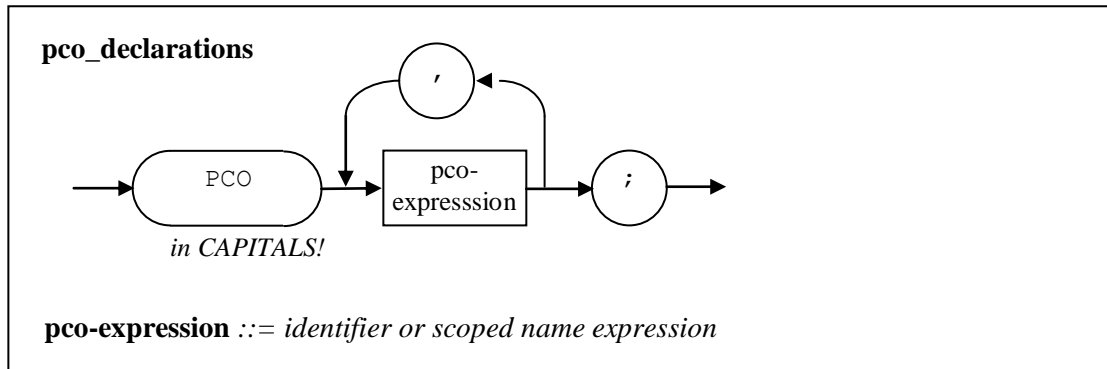 pco_declarations
,
PCO
pco-
expresssion
;
in CAPITALS!
pco-expression ::= identifier or scoped name expression